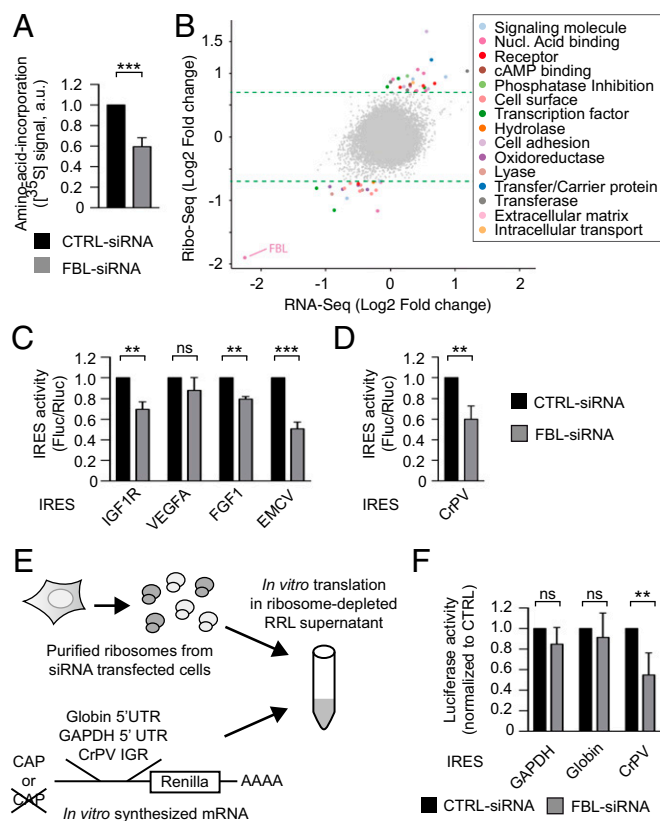 A
Amino-acid-incorporation
([35S] signal, a.u.)
1.2
1.0
0.8
0.6
0.4
0.2
0
***
CTRL-siRNA
FBL-siRNA
B
Ribo-Seq (Log2 Fold change)
1
0
-1
-2
FBL
-2
-1
0
1
2
RNA-Seq (Log2 Fold change)
Signaling molecule
Nucl. Acid binding
Receptor
cAMP binding
Phosphatase Inhibition
Cell surface
Transcription factor
Hydrolase
Cell adhesion
Oxidoreductase
Lyase
Transfer/Carrier protein
Transferase
Extracellular matrix
Intracellular transport
C
IRES activity
(Fluc/Rluc)
1.2
1
0.8
0.6
0.4
0.2
0
** ns ** ***
IRES
IGF1R
VEGFA
FGF1
EMCV
D
IRES activity
(Fluc/Rluc)
1.2
1
0.8
0.6
0.4
0.2
0
**
IRES
CrPV
CTRL-siRNA
FBL-siRNA
E
Purified ribosomes from
siRNA transfected cells
In vitro translation
in ribosome-depleted
RRL supernatant
Globin 5'UTR
GAPDH 5' UTR
CrPV IGR
CAP
or
CAP
Renilla
AAAA
In vitro synthesized mRNA
F
Luciferase activity
(normalized to CTRL)
1.2
1.0
0.8
0.6
0.4
0.2
0
ns ns **
IRES
GAPDH
Globin
CrPV
CTRL-siRNA
FBL-siRNA